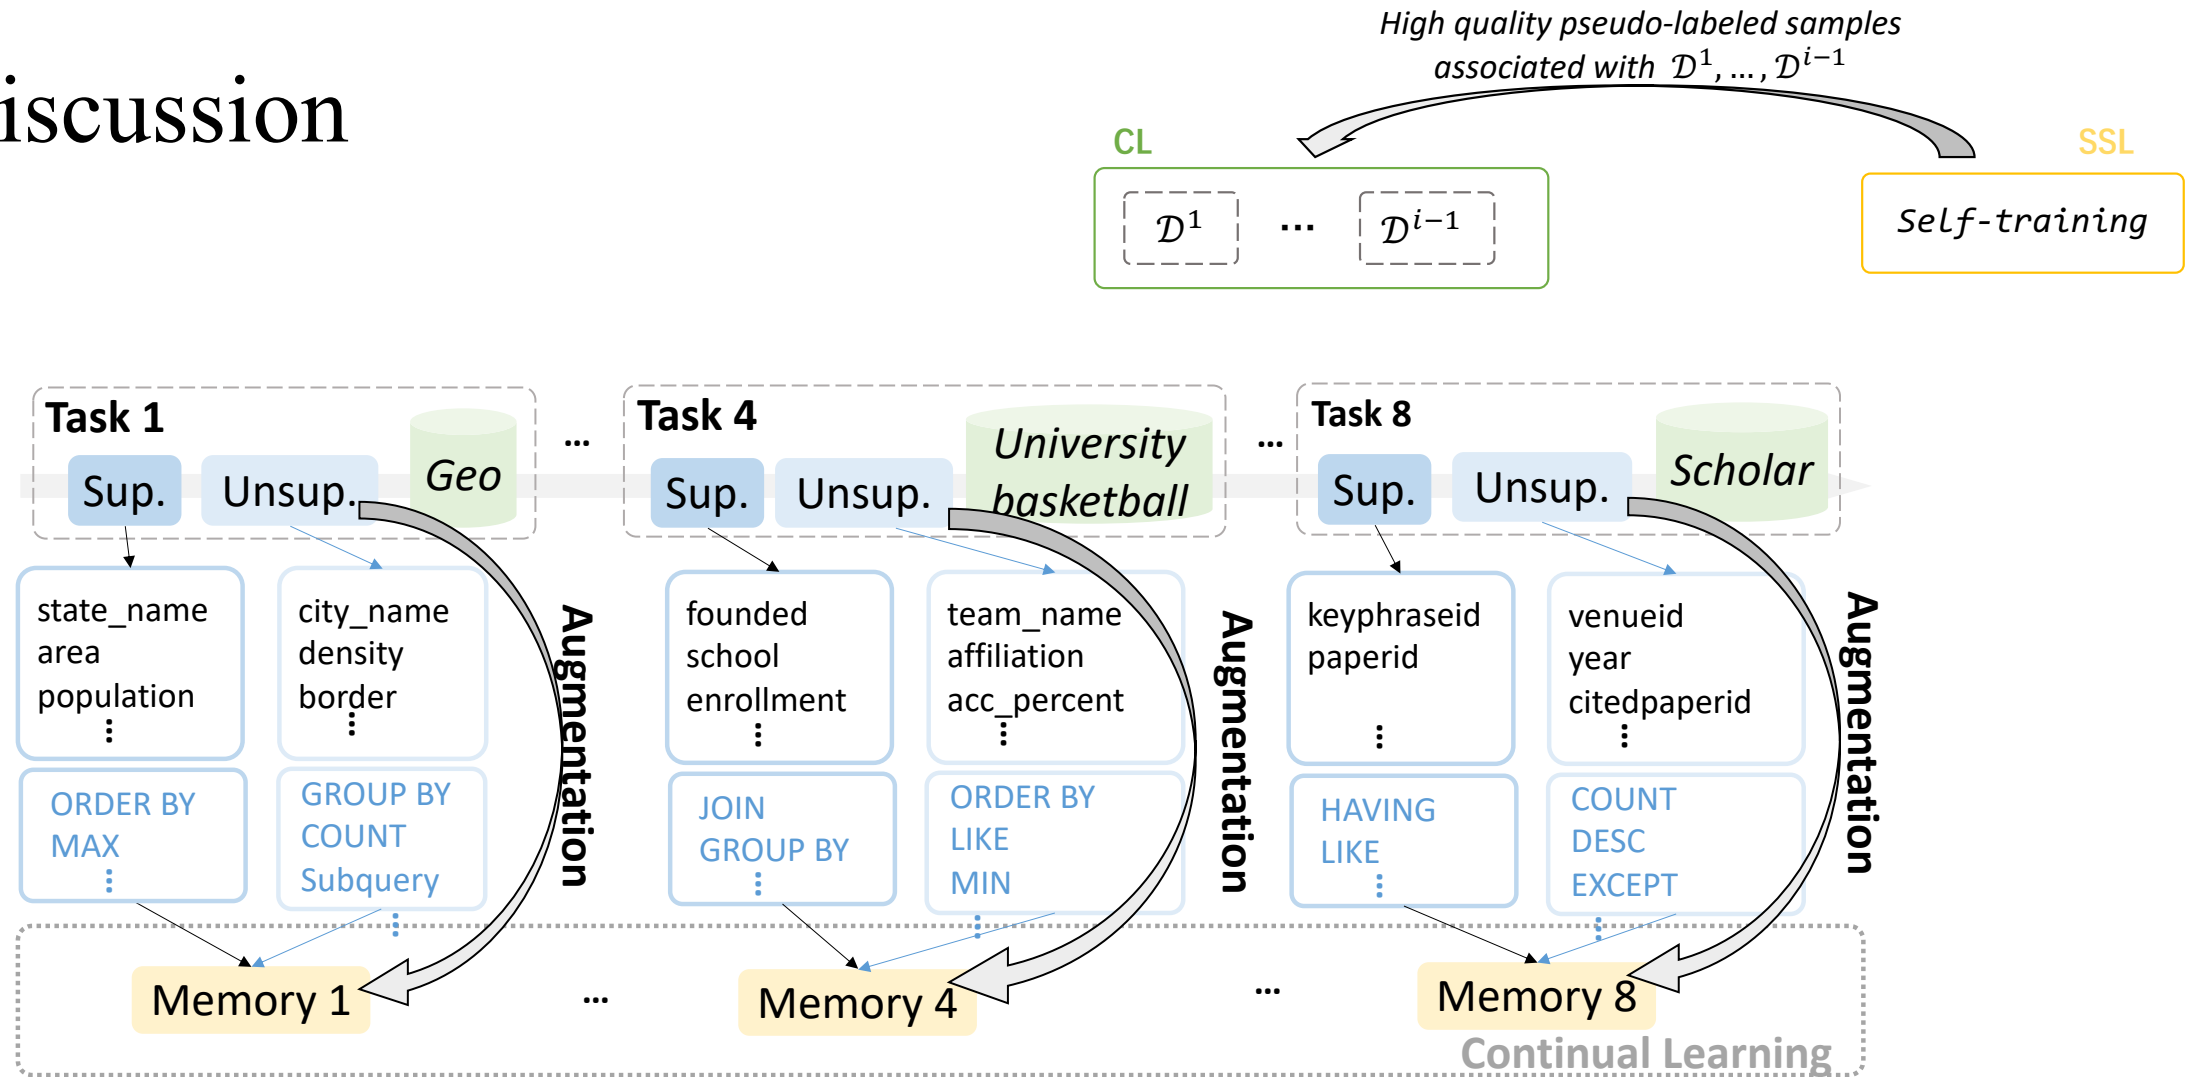 iscussion
High quality pseudo-labeled samples
associated with 𝒟¹, … , 𝒟ⁱ⁻¹
CL
SSL
𝒟¹ ... 𝒟ⁱ⁻¹
Self-training
Task 1
Sup.
Unsup.
Geo
...
Task 4
Sup.
Unsup.
University
basketball
...
Task 8
Sup.
Unsup.
Scholar
state_name
area
population
⋮
city_name
density
border
⋮
Augmentation
founded
school
enrollment
⋮
team_name
affiliation
acc_percent
⋮
Augmentation
keyphraseid
paperid
⋮
venueid
year
citedpaperid
⋮
Augmentation
ORDER BY
MAX
⋮
GROUP BY
COUNT
Subquery
⋮
JOIN
GROUP BY
⋮
ORDER BY
LIKE
MIN
⋮
HAVING
LIKE
⋮
COUNT
DESC
EXCEPT
⋮
Memory 1
...
Memory 4
...
Memory 8
Continual Learning